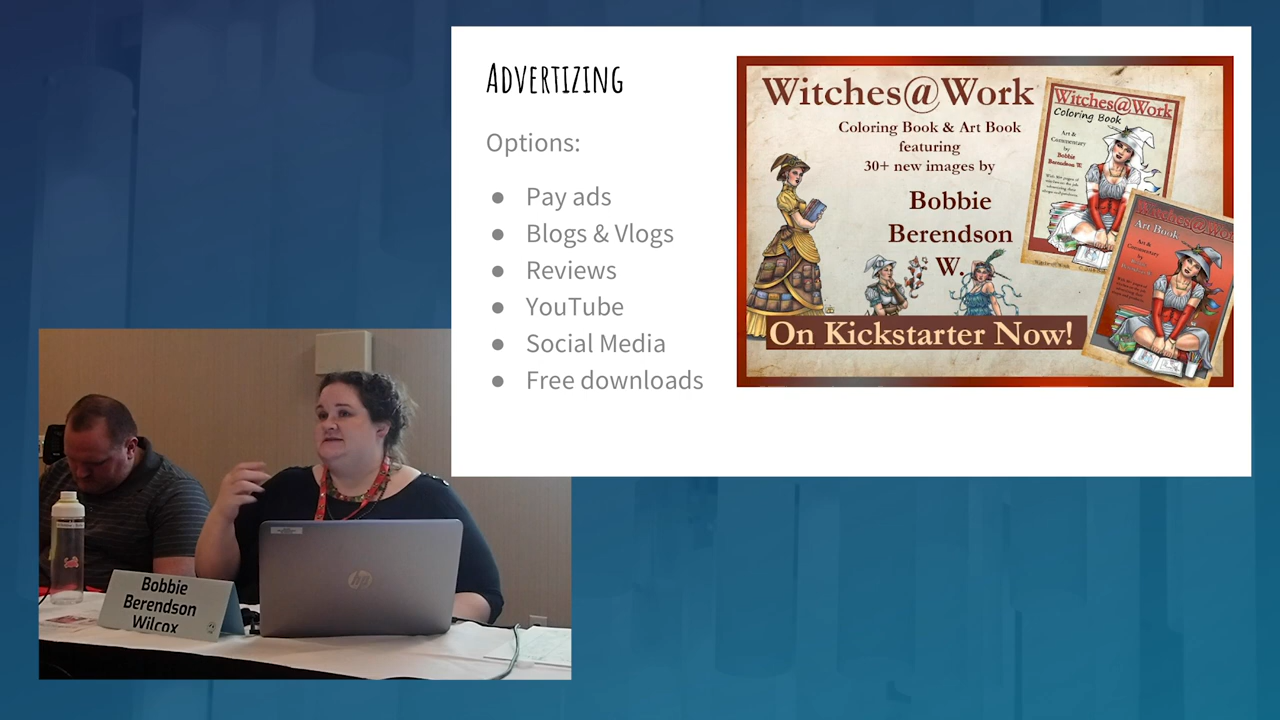 ADVERTIZING
Options:
● Pay ads
● Blogs & Vlogs
● Reviews
● YouTube
● Social Media
● Free downloads
Witches@Work
Coloring Book & Art Book
featuring
30+ new images by
Bobbie
Berendson
W.
On Kickstarter Now!
Witches@Work
Coloring Book
Art &
Commentary
by
Bobbie
Berendson W.
Witches@Wor
Art Book
Art &
Commentary
by
Bobbie
Berendson
Wilcox
hp